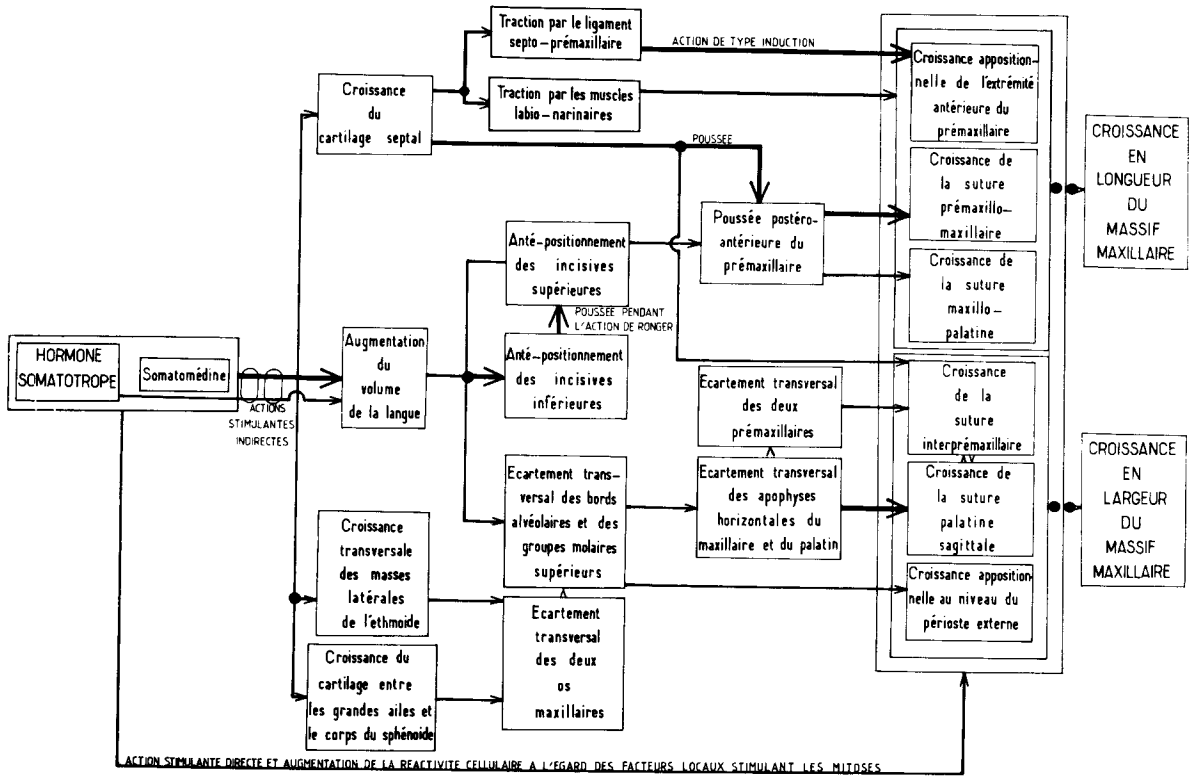 Traction par le ligament
septo-prémaxillaire
ACTION DE TYPE INDUCTION
Traction par les muscles
labio-narinaires
Croissance
du
cartilage septal
POUSSEE
Croissance apposition-
nelle de l'extrémité
antérieure du
prémaxillaire
Croissance de
la suture
prémaxillo-
maxillaire
Croissance de
la suture
maxillo-
palatine
CROISSANCE
EN
LONGUEUR
DU
MASSIF
MAXILLAIRE
Poussée postéro-
antérieure du
prémaxillaire
Anté-positionnement
des incisives
supérieures
POUSSÉE PENDANT
L'ACTION DE RONGER
Anté-positionnement
des incisives
inférieures
HORMONE
SOMATOTROPE
Somatomédine
ACTIONS
STIMULANTES
INDIRECTES
Augmentation
du
volume
de la langue
Ecartement transversal
des deux
prémaxillaires
Croissance
de la
suture
interprémaxillaire
Ecartement trans-
versal des bords
alvéolaires et des
groupes molaires
supérieurs
Ecartement transversal
des apophyses
horizontales du
maxillaire et du palatin
Croissance de
la suture
palatine
sagittale
CROISSANCE
EN
LARGEUR
DU
MASSIF
MAXILLAIRE
Croissance
transversale
des masses
latérales
de l'ethmoide
Croissance apposition-
nelle au niveau du
périoste externe
Ecartement
transversal
des deux
os
maxillaires
Croissance du
cartilage entre
les grandes ailes et
le corps du sphénoide
ACTION STIMULANTE DIRECTE ET AUGMENTATION DE LA REACTIVITE CELLULAIRE A L'EGARD DES FACTEURS LOCAUX STIMULANT LES MITOSES